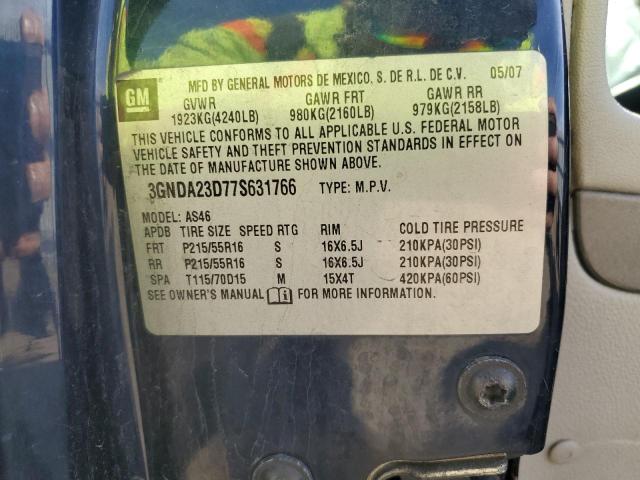 GM
MFD BY GENERAL MOTORS DE MEXICO, S. DE R.L. DE C.V. 05/07
GVWR GAWR FRT GAWR RR
1923KG(4240LB) 980KG(2160LB) 979KG(2158LB)
THIS VEHICLE CONFORMS TO ALL APPLICABLE U.S. FEDERAL MOTOR
VEHICLE SAFETY AND THEFT PREVENTION STANDARDS IN EFFECT ON
THE DATE OF MANUFACTURE SHOWN ABOVE.
3GNDA23D77S631766 TYPE: M.P.V.
MODEL: AS46
APDB TIRE SIZE SPEED RTG RIM COLD TIRE PRESSURE
FRT P215/55R16 S 16X6.5J 210KPA(30PSI)
RR P215/55R16 S 16X6.5J 210KPA(30PSI)
SPA T115/70D15 M 15X4T 420KPA(60PSI)
SEE OWNER'S MANUAL i FOR MORE INFORMATION.